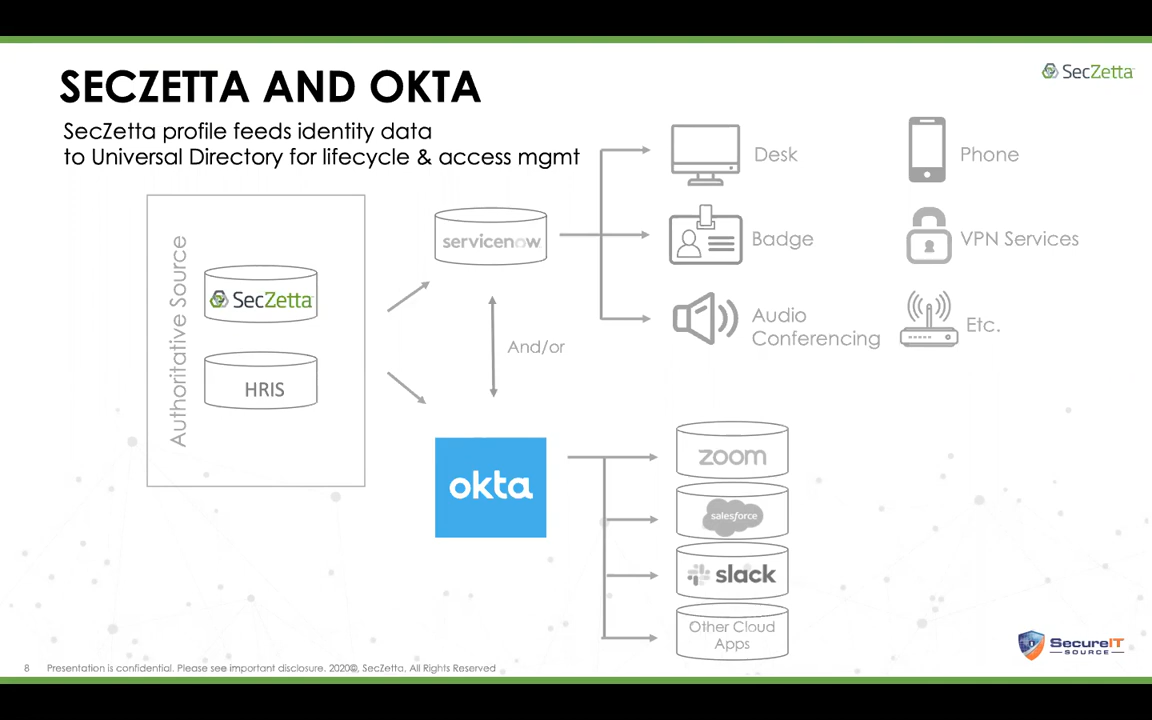 SECZETTA AND OKTA
SecZetta
SecZetta profile feeds identity data
to Universal Directory for lifecycle & access mgmt
Authoritative Source
SecZetta
HRIS
servicenow
And/or
okta
Desk
Phone
Badge
VPN Services
Audio
Conferencing
Etc.
zoom
salesforce
slack
Other Cloud
Apps
SecureIT
SOURCE
8 Presentation is confidential. Please see important disclosure. 2020©, SecZetta. All Rights Reserved